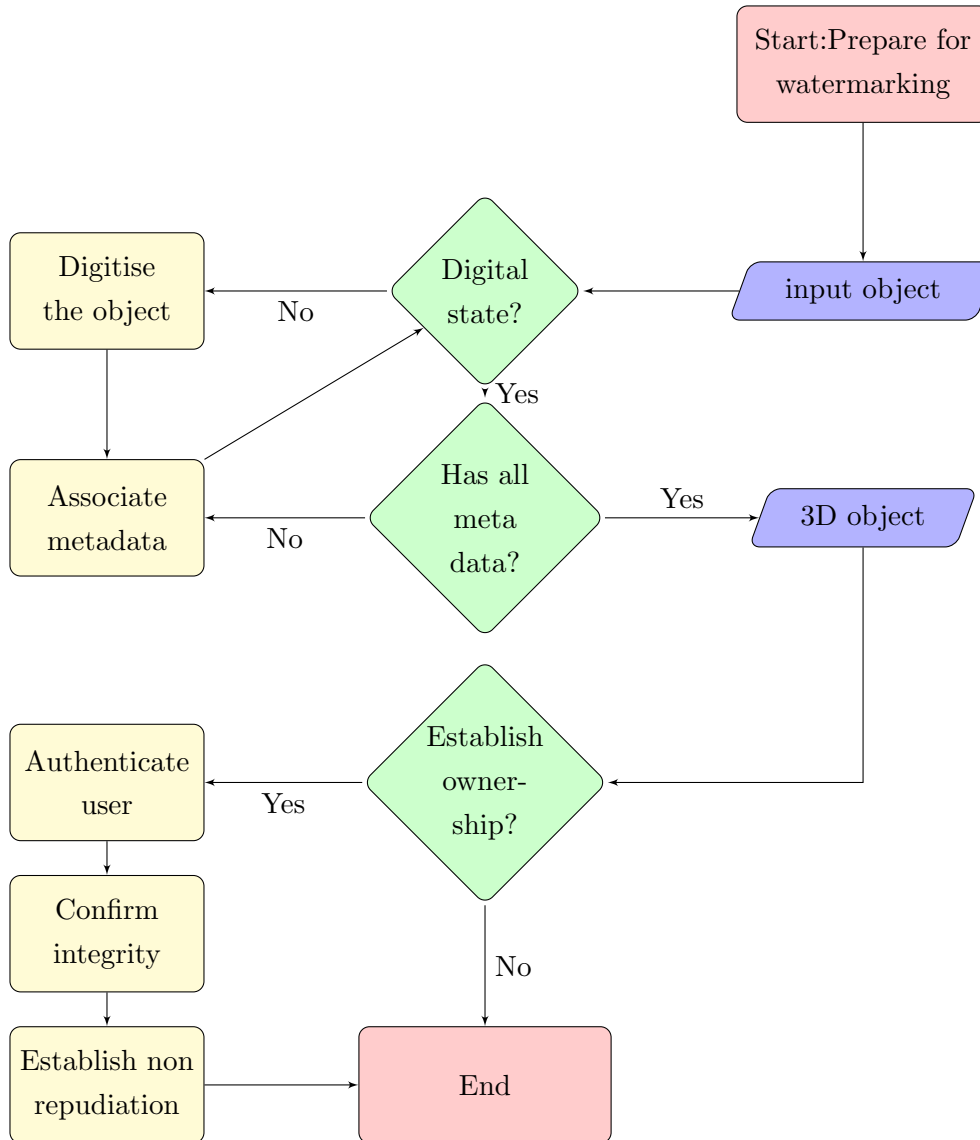 Start:Prepare for
watermarking
Digitise
the object
Digital
state?
input object
No
Yes
Associate
metadata
Has all
meta
data?
3D object
No
Yes
Authenticate
user
Establish
owner-
ship?
Yes
Confirm
integrity
No
Establish non
repudiation
End